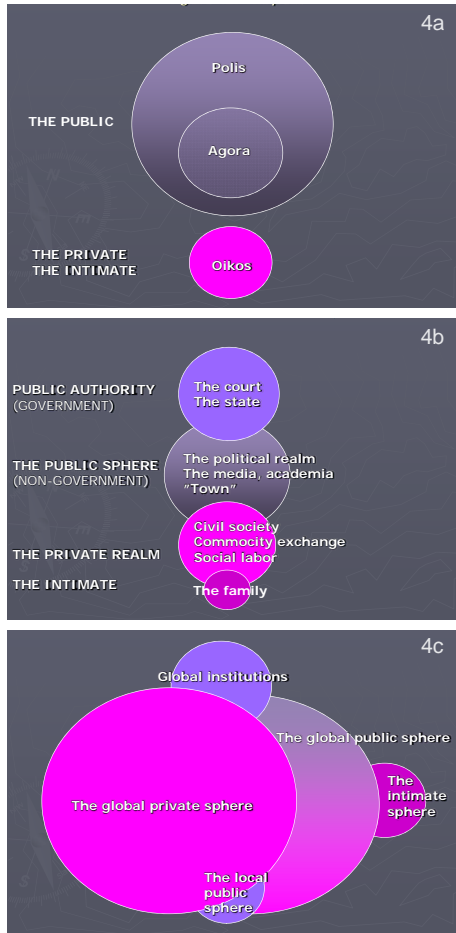 4a
Polis
THE PUBLIC
Agora
THE PRIVATE
THE INTIMATE
Oikos
4b
The court
The state
PUBLIC AUTHORITY
(GOVERNMENT)
The political realm
The media, academia
"Town"
THE PUBLIC SPHERE
(NON-GOVERNMENT)
Civil society
Commocity exchange
Social labor
THE PRIVATE REALM
THE INTIMATE
The family
4c
Global institutions
The global public sphere
The
intimate
sphere
The global private sphere
The local
public
sphere